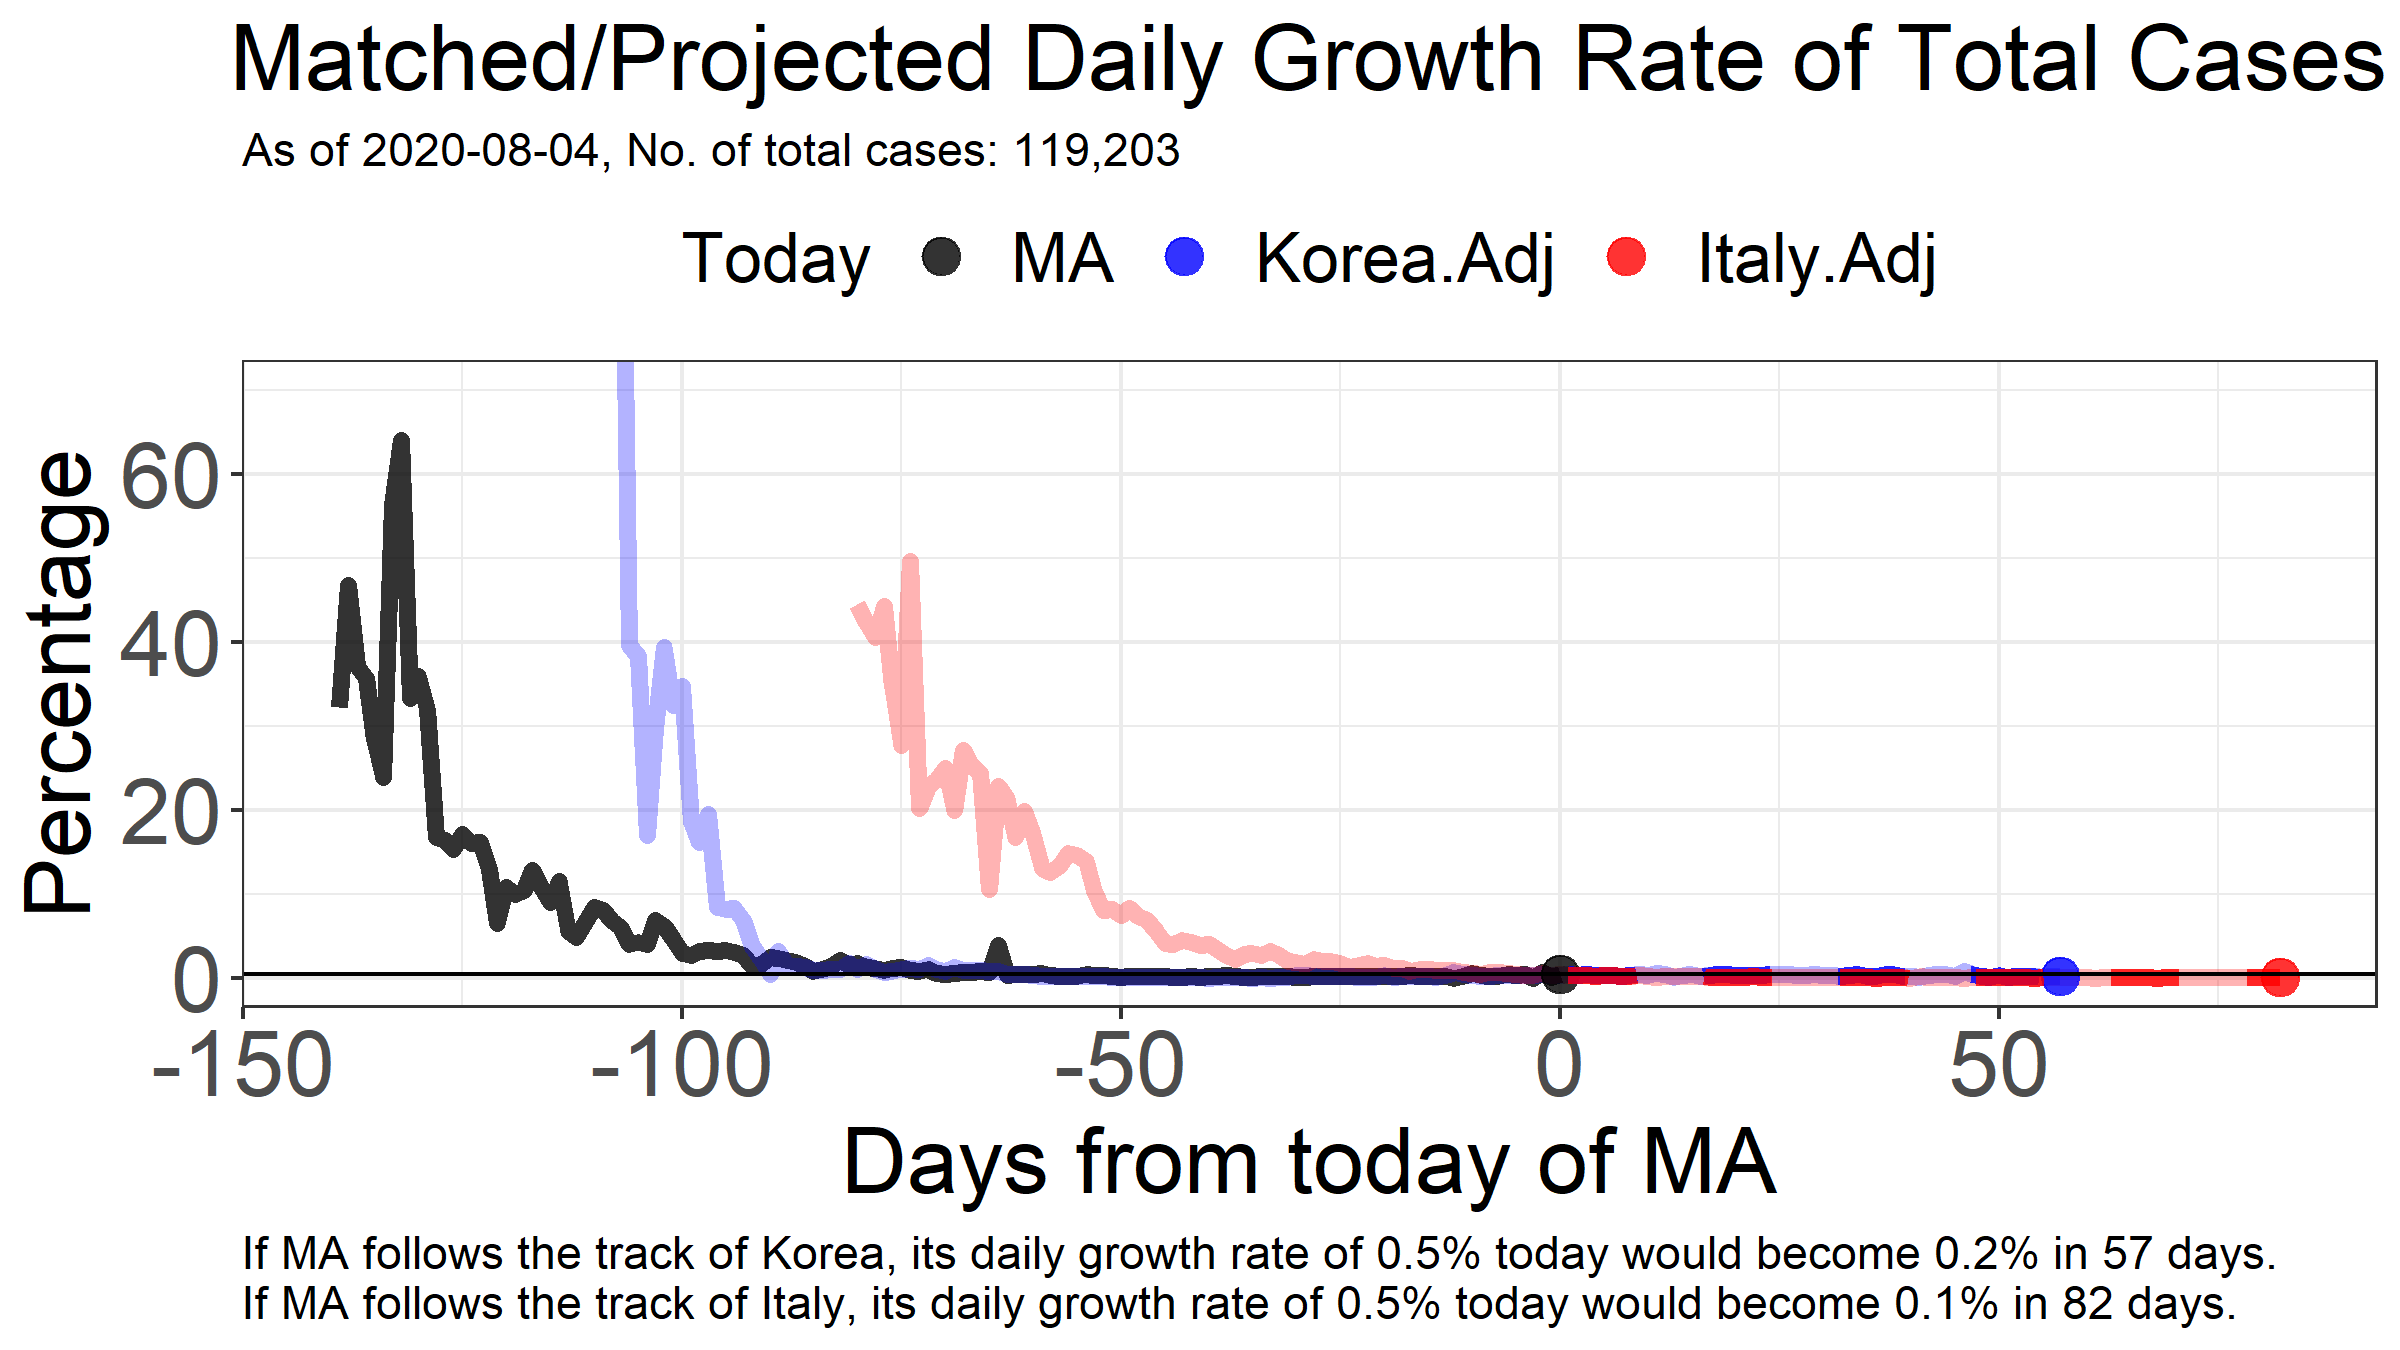 Matched/Projected Daily Growth Rate of Total Cases
As of 2020-08-04, No. of total cases: 119,203
Today MA Korea.Adj Italy.Adj
Percentage
60
40
20
0
-150 -100 -50 0 50
Days from today of MA
If MA follows the track of Korea, its daily growth rate of 0.5% today would become 0.2% in 57 days.
If MA follows the track of Italy, its daily growth rate of 0.5% today would become 0.1% in 82 days.